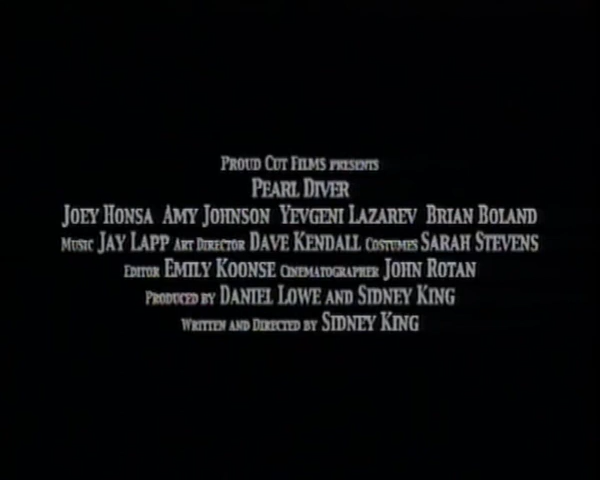 PROUD CUT FILMS PRESENTS
PEARL DIVER
JOEY HONSA AMY JOHNSON YEVGENI LAZAREV BRIAN BOLAND
MUSIC JAY LAPP ART DIRECTOR DAVE KENDALL COSTUMES SARAH STEVENS
EDITOR EMILY KOONSE CINEMATOGRAPHER JOHN ROTAN
PRODUCED BY DANIEL LOWE AND SIDNEY KING
WRITTEN AND DIRECTED BY SIDNEY KING